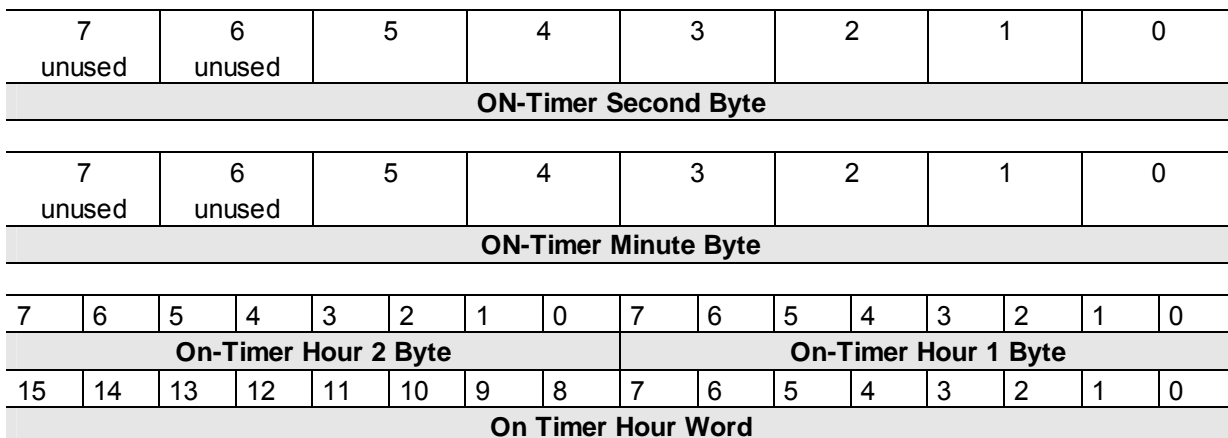 7 6 5 4 3 2 1 0
unused unused
ON-Timer Second Byte
7 6 5 4 3 2 1 0
unused unused
ON-Timer Minute Byte
7 6 5 4 3 2 1 0 7 6 5 4 3 2 1 0
On-Timer Hour 2 Byte On-Timer Hour 1 Byte
15 14 13 12 11 10 9 8 7 6 5 4 3 2 1 0
On Timer Hour Word